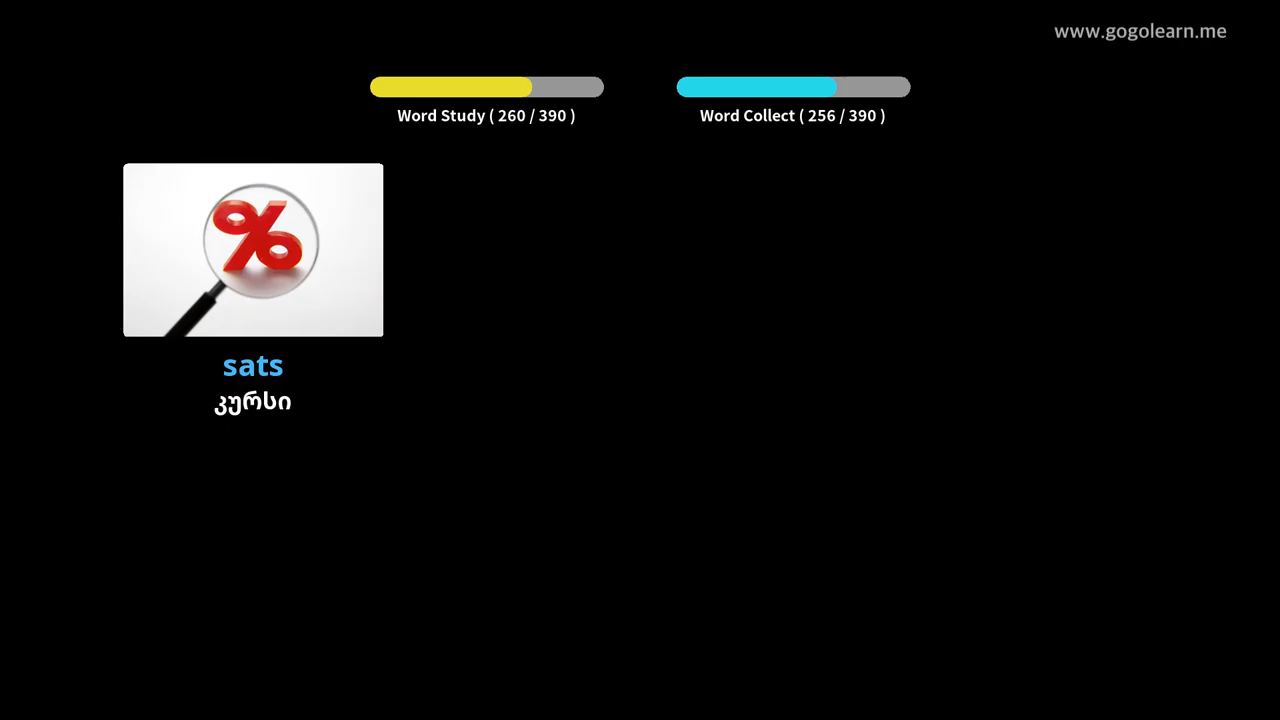 www.gogolearn.me
Word Study ( 260 / 390 )
Word Collect ( 256 / 390 )
%
sats
კურსი